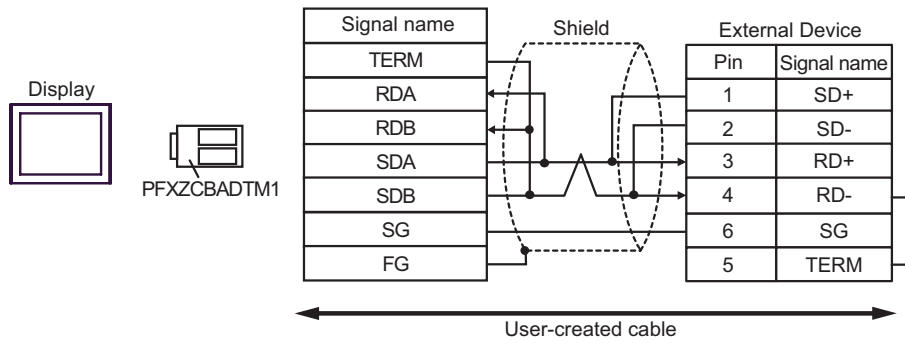 Display
PFXZCBADTM1
Signal name
TERM
RDA
RDB
SDA
SDB
SG
FG
Shield
External Device
Pin Signal name
1 SD+
2 SD-
3 RD+
4 RD-
6 SG
5 TERM
User-created cable